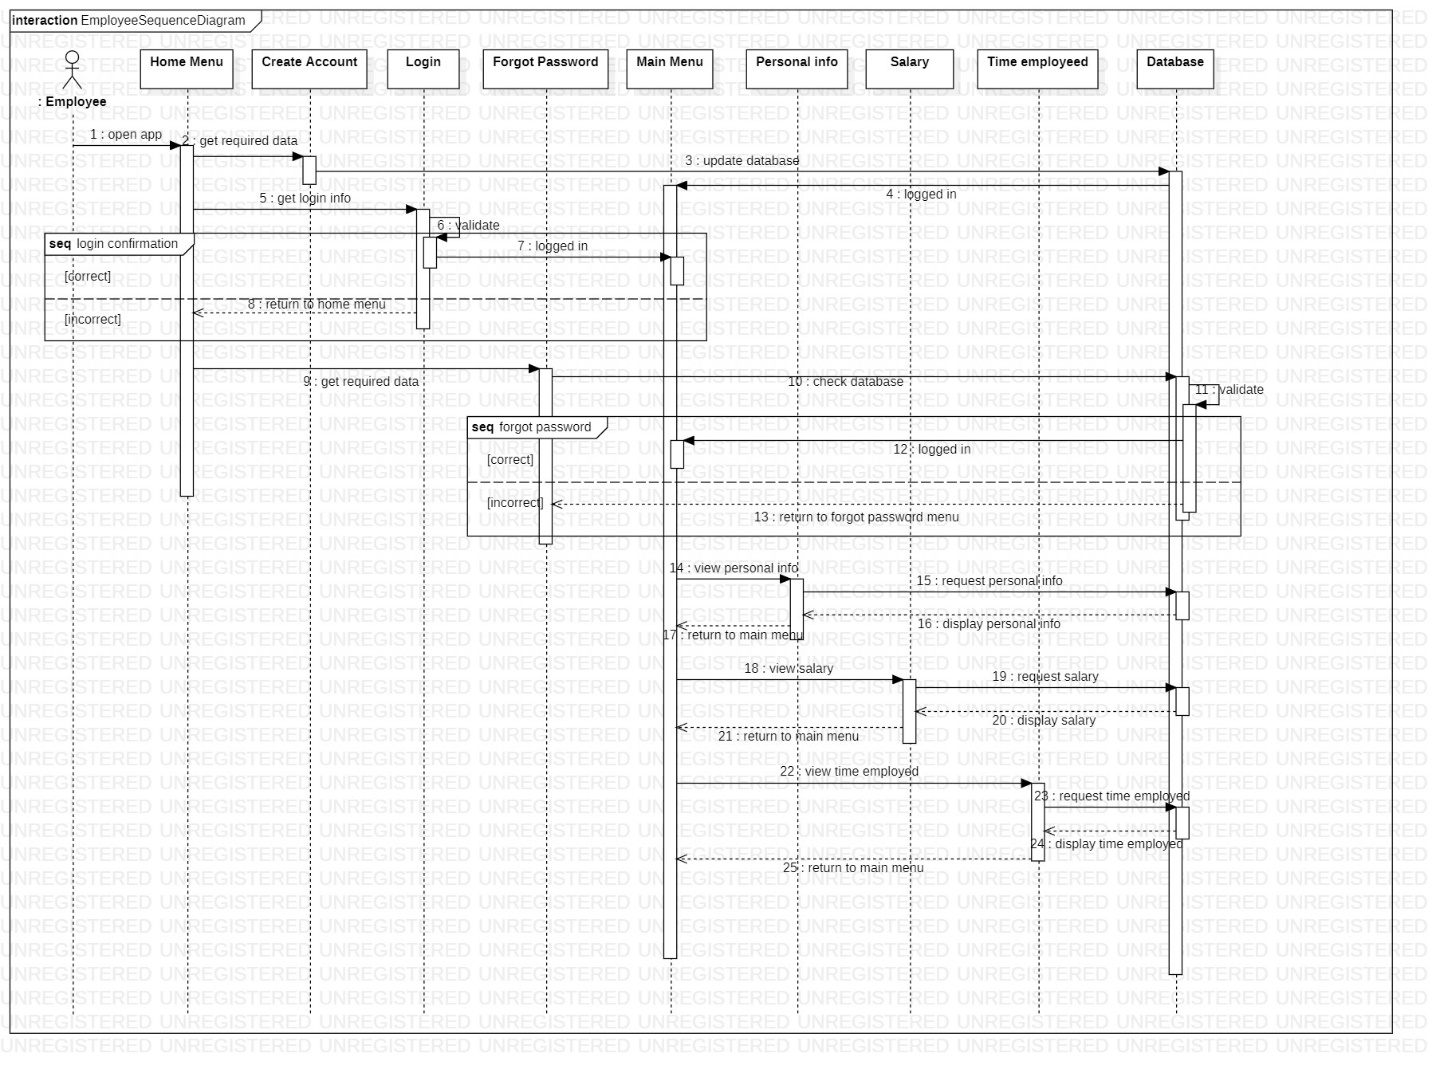 interaction EmployeeSequenceDiagram
Home Menu
Create Account
Login
Forgot Password
Main Menu
Personal info
Salary
Time employeed
Database
: Employee
1 : open app
2 : get required data
3 : update database
4 : logged in
5 : get login info
6 : validate
seq login confirmation
7 : logged in
[correct]
8 : return to home menu
[incorrect]
9 : get required data
10 : check database
11 : validate
seq forgot password
12 : logged in
[correct]
[incorrect]
13 : return to forgot password menu
14 : view personal info
15 : request personal info
16 : display personal info
17 : return to main menu
18 : view salary
19 : request salary
20 : display salary
21 : return to main menu
22 : view time employed
23 : request time employed
24 : display time employed
25 : return to main menu
UNREGISTERED